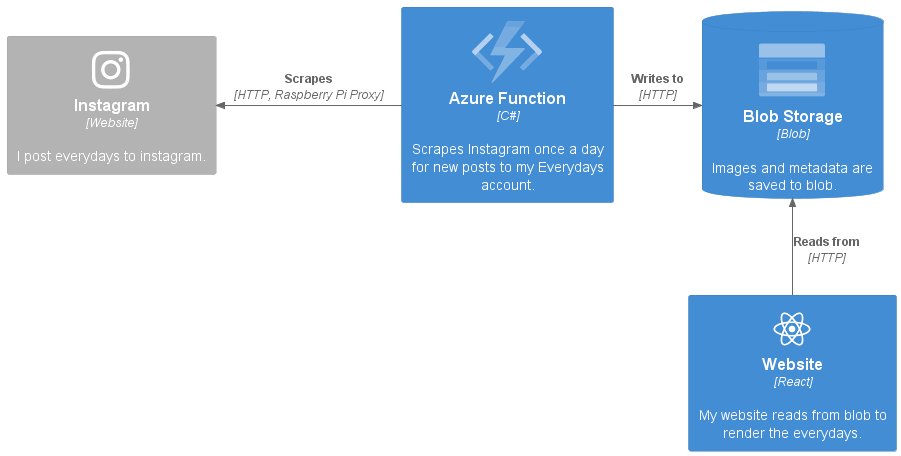 Instagram
[Website]
I post everydays to instagram.
Scrapes
[HTTP, Raspberry Pi Proxy]
Azure Function
[C#]
Scrapes Instagram once a day
for new posts to my Everydays
account.
Writes to
[HTTP]
Blob Storage
[Blob]
Images and metadata are
saved to blob.
Reads from
[HTTP]
Website
[React]
My website reads from blob to
render the everydays.